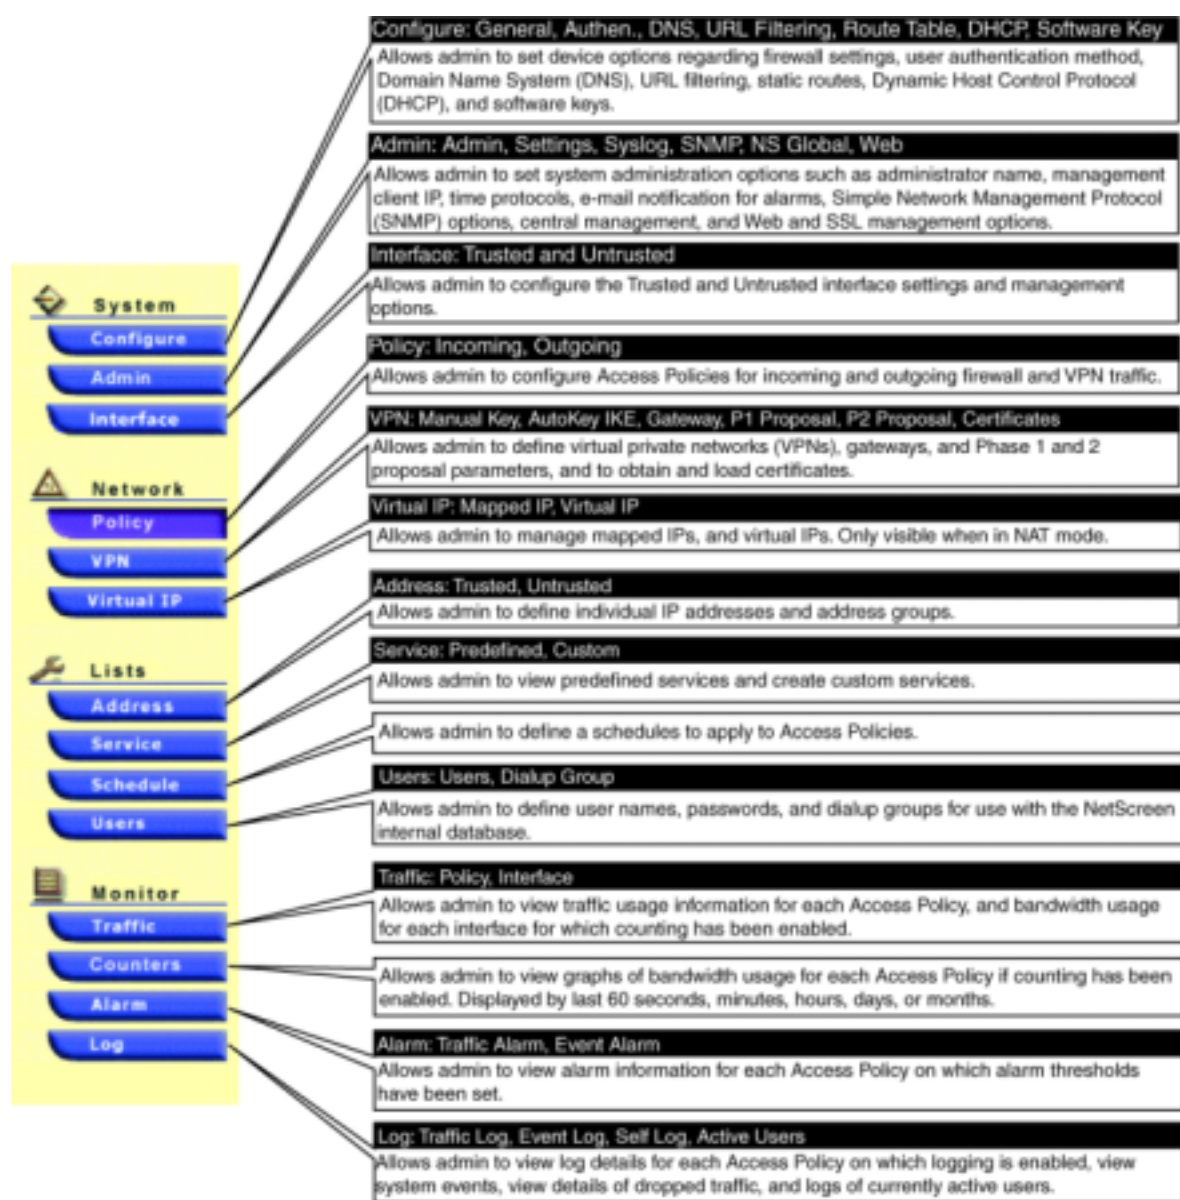 Configure: General, Authen., DNS, URL Filtering, Route Table, DHCP, Software Key
Allows admin to set device options regarding firewall settings, user authentication method,
Domain Name System (DNS), URL filtering, static routes, Dynamic Host Control Protocol
(DHCP), and software keys.
Admin: Admin, Settings, Syslog, SNMP, NS Global, Web
Allows admin to set system administration options such as administrator name, management
client IP, time protocols, e-mail notification for alarms, Simple Network Management Protocol
(SNMP) options, central management, and Web and SSL management options.
Interface: Trusted and Untrusted
Allows admin to configure the Trusted and Untrusted interface settings and management
options.
Policy: Incoming, Outgoing
Allows admin to configure Access Policies for incoming and outgoing firewall and VPN traffic.
VPN: Manual Key, AutoKey IKE, Gateway, P1 Proposal, P2 Proposal, Certificates
Allows admin to define virtual private networks (VPNs), gateways, and Phase 1 and 2
proposal parameters, and to obtain and load certificates.
Virtual IP: Mapped IP, Virtual IP
Allows admin to manage mapped IPs, and virtual IPs. Only visible when in NAT mode.
Address: Trusted, Untrusted
Allows admin to define individual IP addresses and address groups.
Service: Predefined, Custom
Allows admin to view predefined services and create custom services.
Allows admin to define a schedules to apply to Access Policies.
Users: Users, Dialup Group
Allows admin to define user names, passwords, and dialup groups for use with the NetScreen
internal database.
Traffic: Policy, Interface
Allows admin to view traffic usage information for each Access Policy, and bandwidth usage
for each interface for which counting has been enabled.
Allows admin to view graphs of bandwidth usage for each Access Policy if counting has been
enabled. Displayed by last 60 seconds, minutes, hours, days, or months.
Alarm: Traffic Alarm, Event Alarm
Allows admin to view alarm information for each Access Policy on which alarm thresholds
have been set.
Log: Traffic Log, Event Log, Self Log, Active Users
Allows admin to view log details for each Access Policy on which logging is enabled, view
system events, view details of dropped traffic, and logs of currently active users.
System
Configure
Admin
Interface
Network
Policy
VPN
Virtual IP
Lists
Address
Service
Schedule
Users
Monitor
Traffic
Counters
Alarm
Log